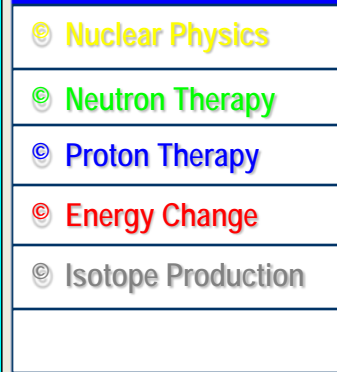 © Nuclear Physics
© Neutron Therapy
© Proton Therapy
© Energy Change
© Isotope Production